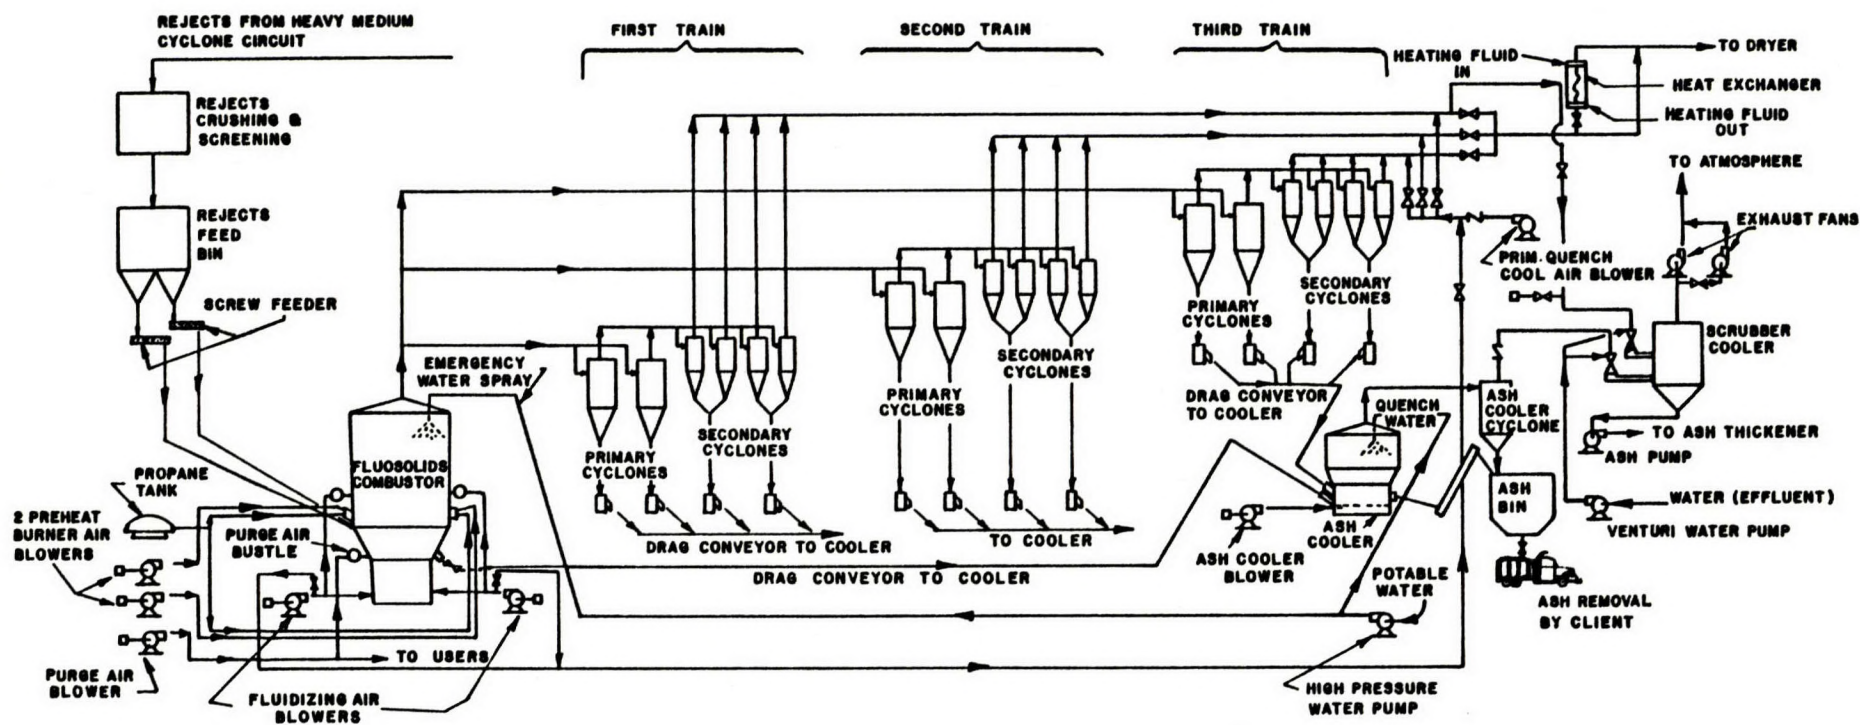 REJECTS FROM HEAVY MEDIUM
CYCLONE CIRCUIT
REJECTS
CRUSHING &
SCREENING
REJECTS
FEED
BIN
SCREW FEEDER
FIRST TRAIN
SECOND TRAIN
THIRD TRAIN
HEATING FLUID
IN
TO DRYER
HEAT EXCHANGER
HEATING FLUID
OUT
TO ATMOSPHERE
EXHAUST FANS
PRIM. QUENCH
COOL AIR BLOWER
SCRUBBER
COOLER
EMERGENCY
WATER SPRAY
FLUOSOLIDS
COMBUSTOR
PROPANE
TANK
2 PREHEAT
BURNER AIR
BLOWERS
PURGE AIR
BUSTLE
PURGE AIR
BLOWER
FLUIDIZING AIR
BLOWERS
TO USERS
PRIMARY
CYCLONES
SECONDARY
CYCLONES
DRAG CONVEYOR TO COOLER
PRIMARY
CYCLONES
SECONDARY
CYCLONES
TO COOLER
DRAG CONVEYOR TO COOLER
PRIMARY
CYCLONES
SECONDARY
CYCLONES
DRAG CONVEYOR
TO COOLER
QUENCH
WATER
ASH
COOLER
CYCLONE
ASH
BIN
ASH
COOLER
ASH COOLER
BLOWER
TO ASH THICKENER
ASH PUMP
WATER (EFFLUENT)
VENTURI WATER PUMP
POTABLE
WATER
ASH REMOVAL
BY CLIENT
HIGH PRESSURE
WATER PUMP